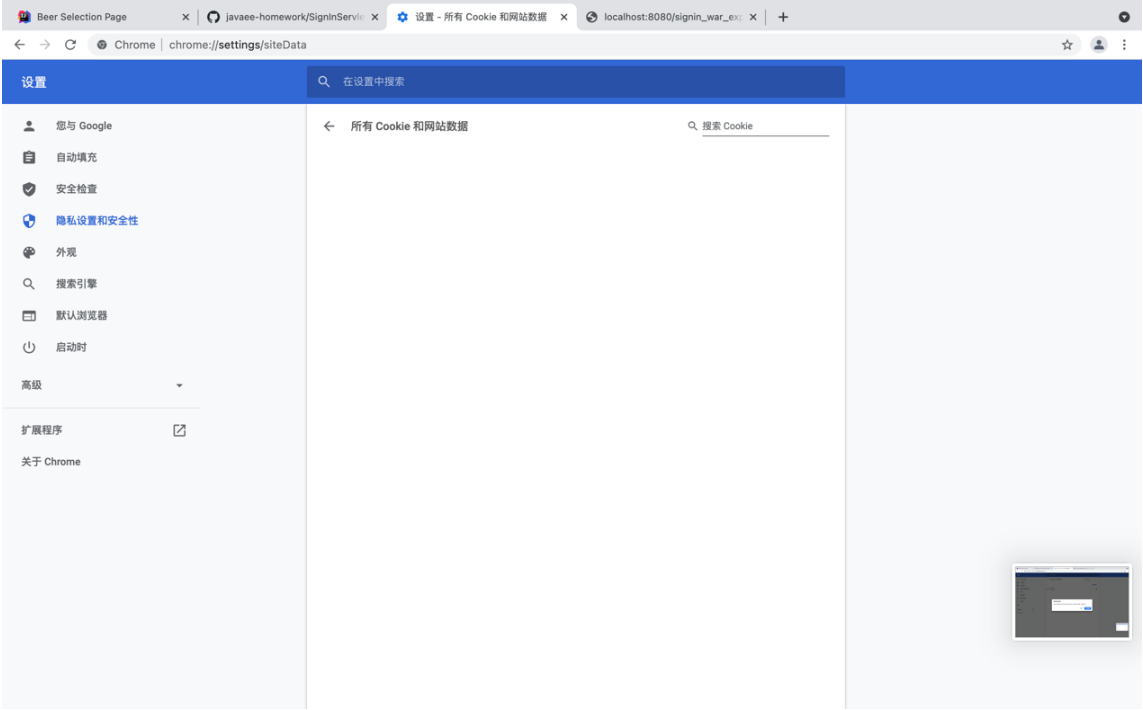 Beer Selection Page
javaee-homework/SignInServle
设置 - 所有 Cookie 和网站数据
localhost:8080/signin_war_ex
Chrome
chrome://settings/siteData
设置
在设置中搜索
您与 Google
自动填充
安全检查
隐私设置和安全性
外观
搜索引擎
默认浏览器
启动时
高级
扩展程序
关于 Chrome
所有 Cookie 和网站数据
搜索 Cookie